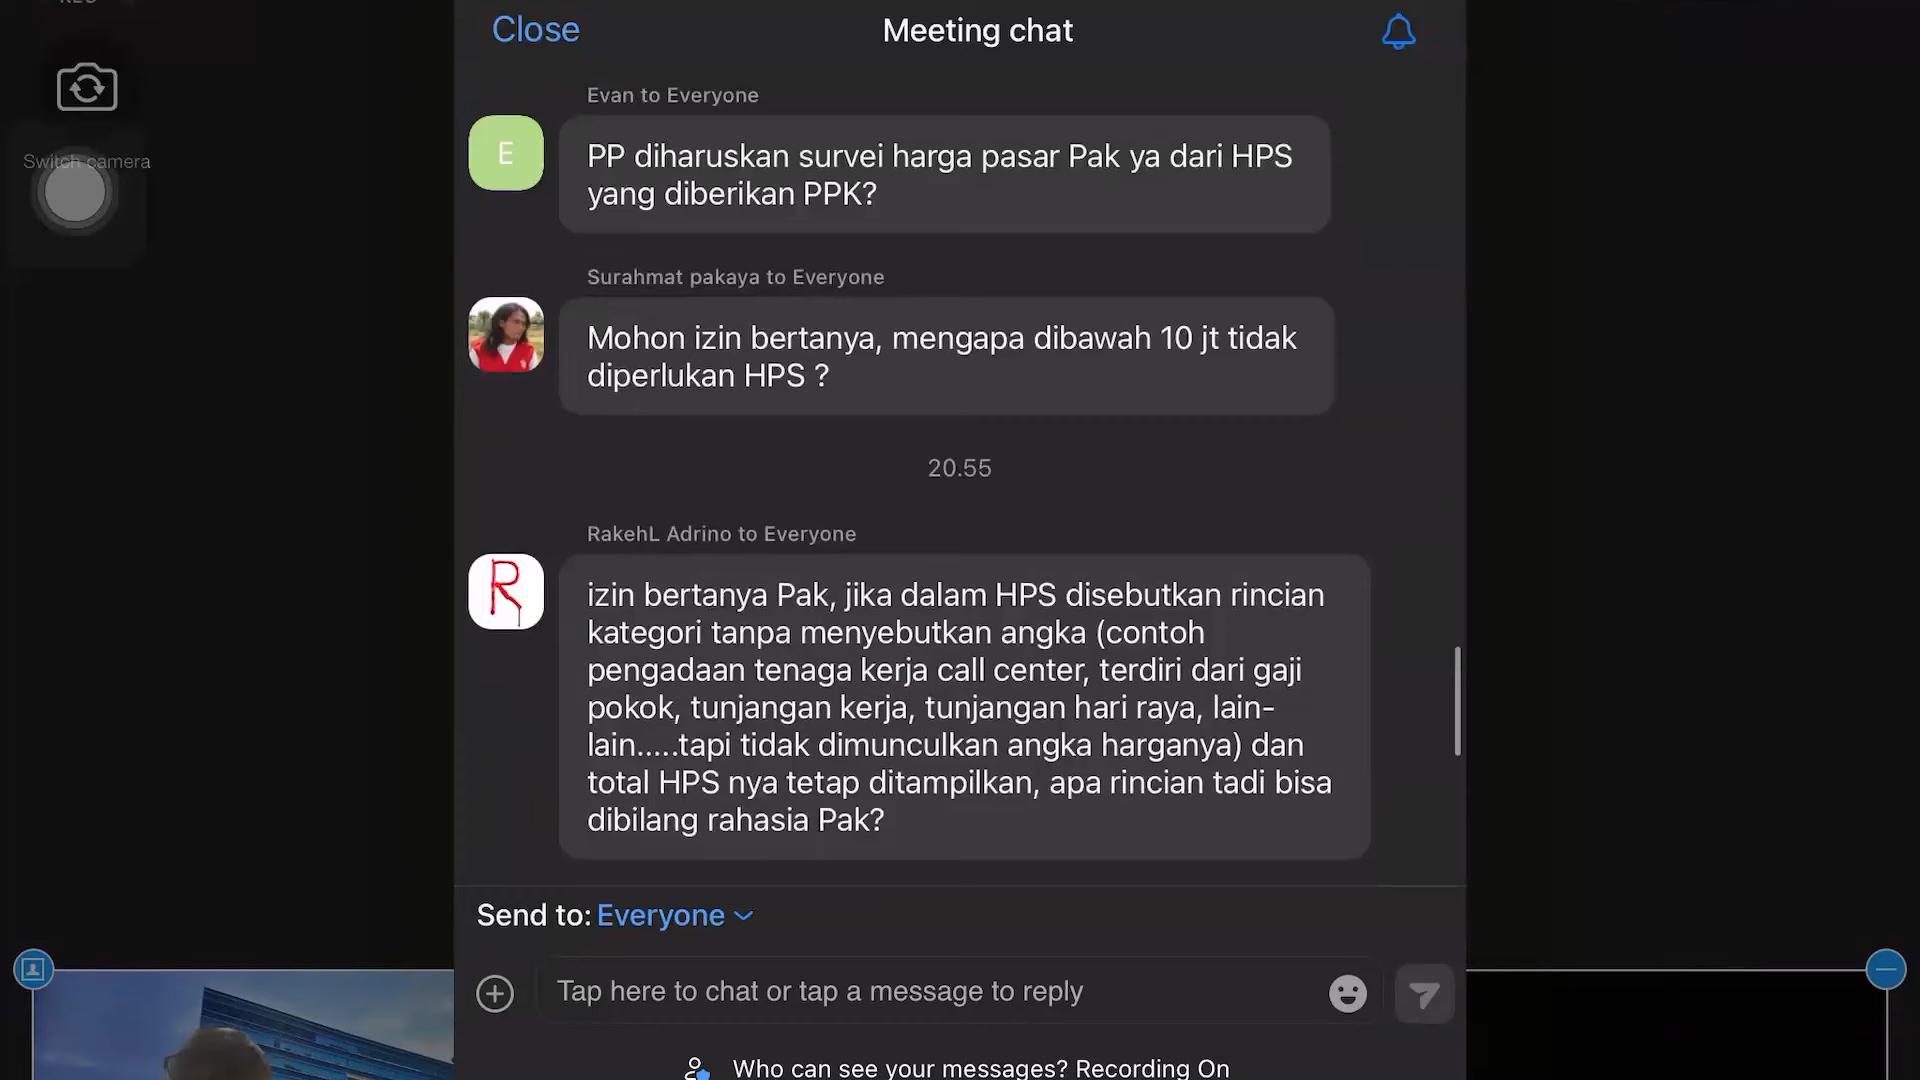 Close
Meeting chat
Switch camera
Evan to Everyone
E
PP diharuskan survei harga pasar Pak ya dari HPS
yang diberikan PPK?
Surahmat pakaya to Everyone
Mohon izin bertanya, mengapa dibawah 10 jt tidak
diperlukan HPS ?
20.55
RakehL Adrino to Everyone
R
izin bertanya Pak, jika dalam HPS disebutkan rincian
kategori tanpa menyebutkan angka (contoh
pengadaan tenaga kerja call center, terdiri dari gaji
pokok, tunjangan kerja, tunjangan hari raya, lain-
lain.....tapi tidak dimunculkan angka harganya) dan
total HPS nya tetap ditampilkan, apa rincian tadi bisa
dibilang rahasia Pak?
Send to: Everyone
Tap here to chat or tap a message to reply
Who can see your messages? Recording On